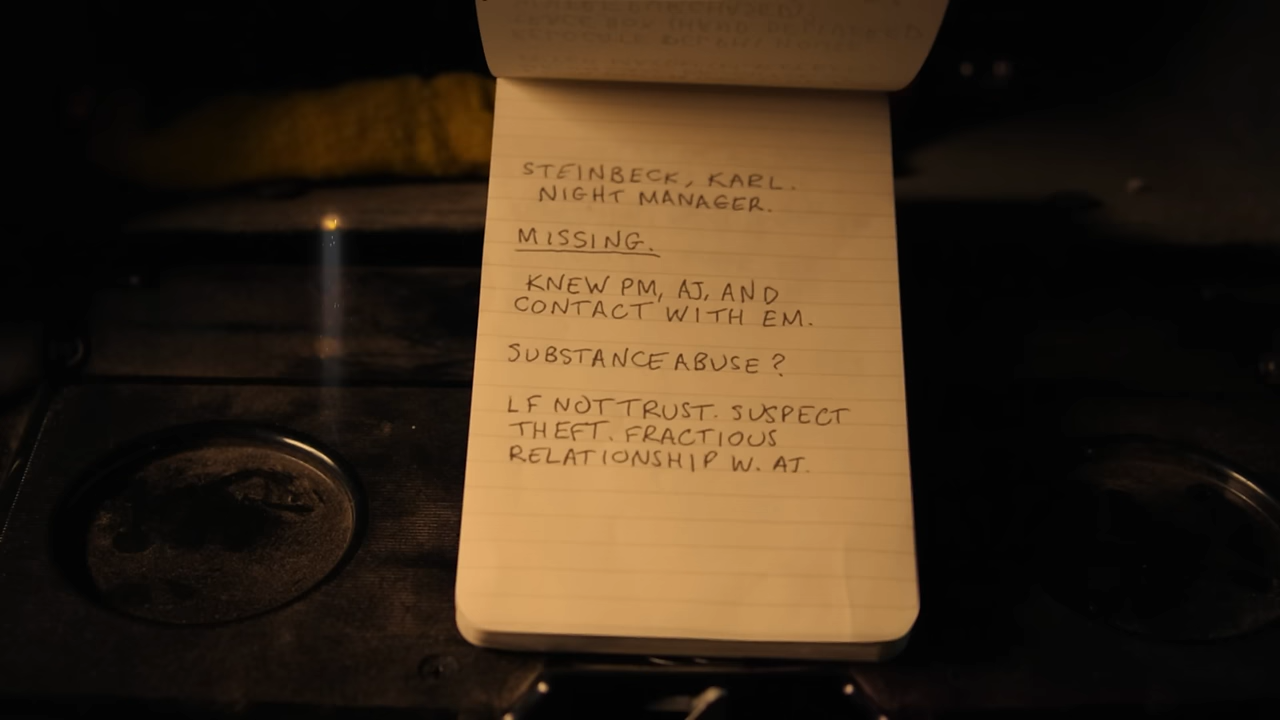 STEINBECK, KARL.
NIGHT MANAGER.
MISSING.
KNEW PM, AJ, AND
CONTACT WITH EM.
SUBSTANCE ABUSE?
LF NOT TRUST. SUSPECT
THEFT. FRACTIOUS
RELATIONSHIP W. AJ.